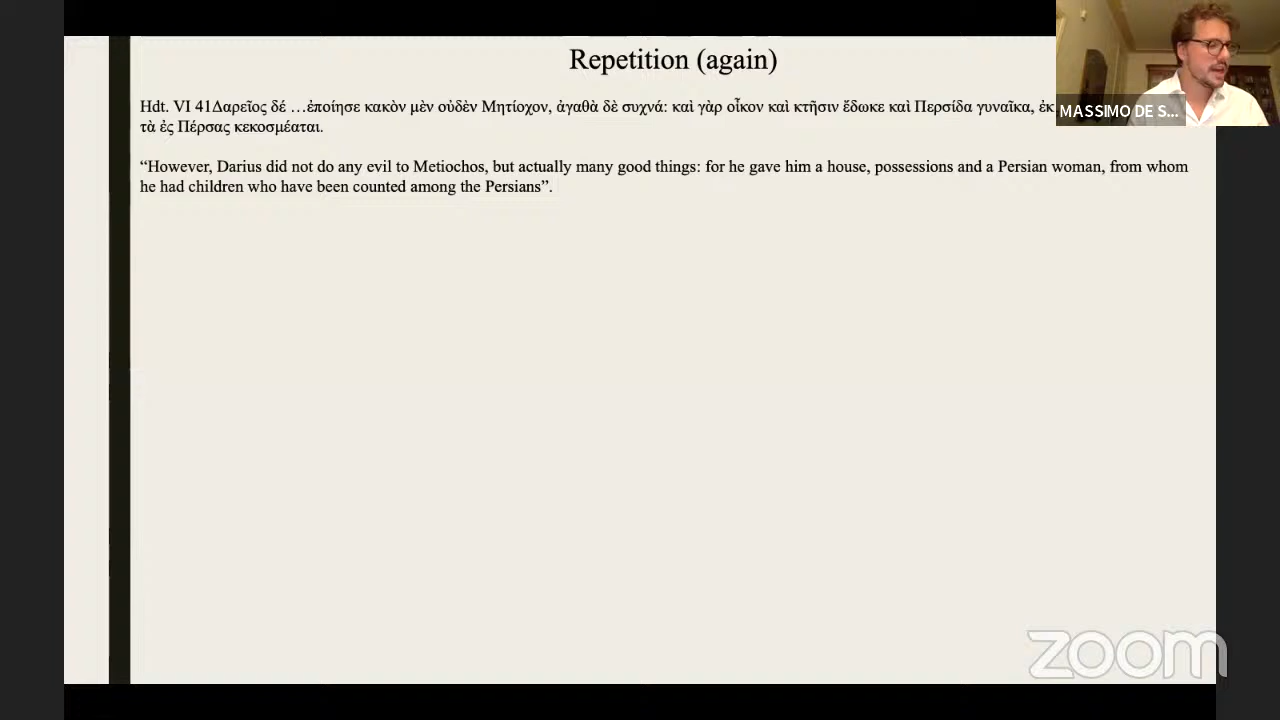 Repetition (again)
Hdt. VI 41Δαρεῖος δέ …ἐποίησε κακὸν μὲν οὐδὲν Μητίοχον, ἀγαθὰ δὲ συχνά: καὶ γὰρ οἶκον καὶ κτῆσιν ἔδωκε καὶ Περσίδα γυναῖκα, ἐκ
τὰ ἐς Πέρσας κεκοσμέαται.
“However, Darius did not do any evil to Metiochos, but actually many good things: for he gave him a house, possessions and a Persian woman, from whom
he had children who have been counted among the Persians”.
MASSIMO DE S...
zoom